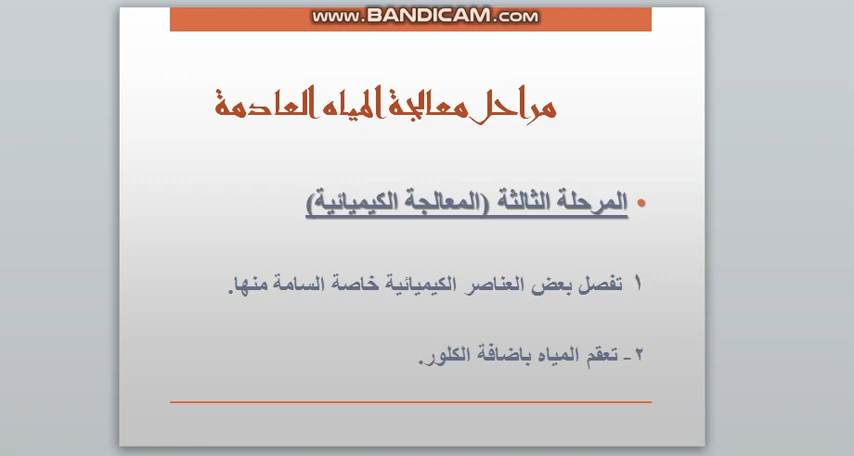 www.BANDICAM.com
مراحل معالجة المياه العادمة
• المرحلة الثالثة (المعالجة الكيميائية)
١ تفصل بعض العناصر الكيميائية خاصة السامة منها.
٢- تعقم المياه باضافة الكلور.